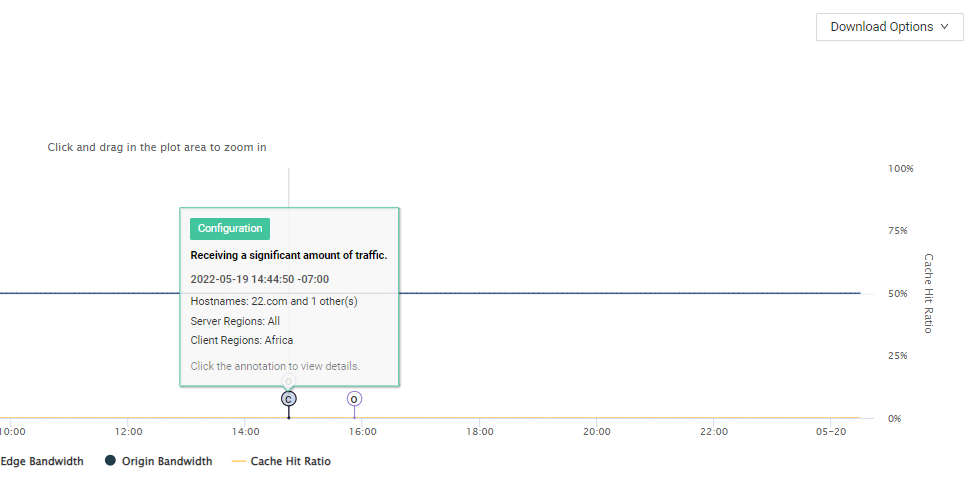 Download Options
Click and drag in the plot area to zoom in
100%
75%
50%
25%
0%
Cache Hit Ratio
Configuration
Receiving a significant amount of traffic.
2022-05-19 14:44:50 -07:00
Hostnames: 22.com and 1 other(s)
Server Regions: All
Client Regions: Africa
Click the annotation to view details.
O
C
O
10:00 12:00 14:00 16:00 18:00 20:00 22:00 05-20
Edge Bandwidth Origin Bandwidth Cache Hit Ratio